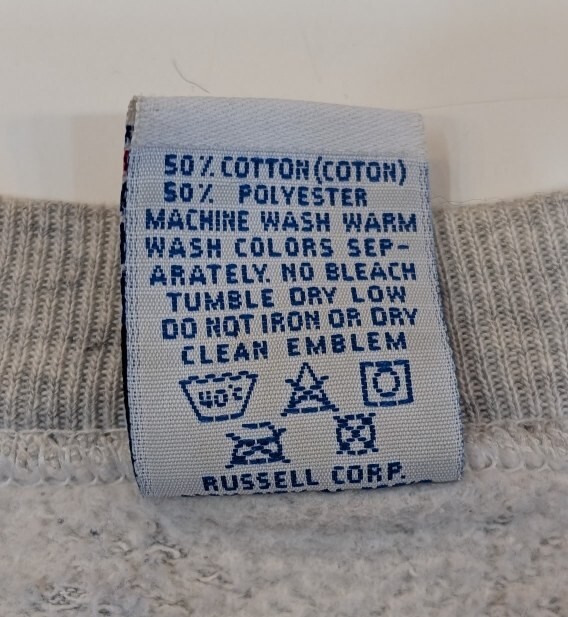 50% COTTON (COTON)
50% POLYESTER
MACHINE WASH WARM
WASH COLORS SEP-
ARATELY. NO BLEACH
TUMBLE DRY LOW
DO NOT IRON OR DRY
CLEAN EMBLEM
40°C
RUSSELL CORP.